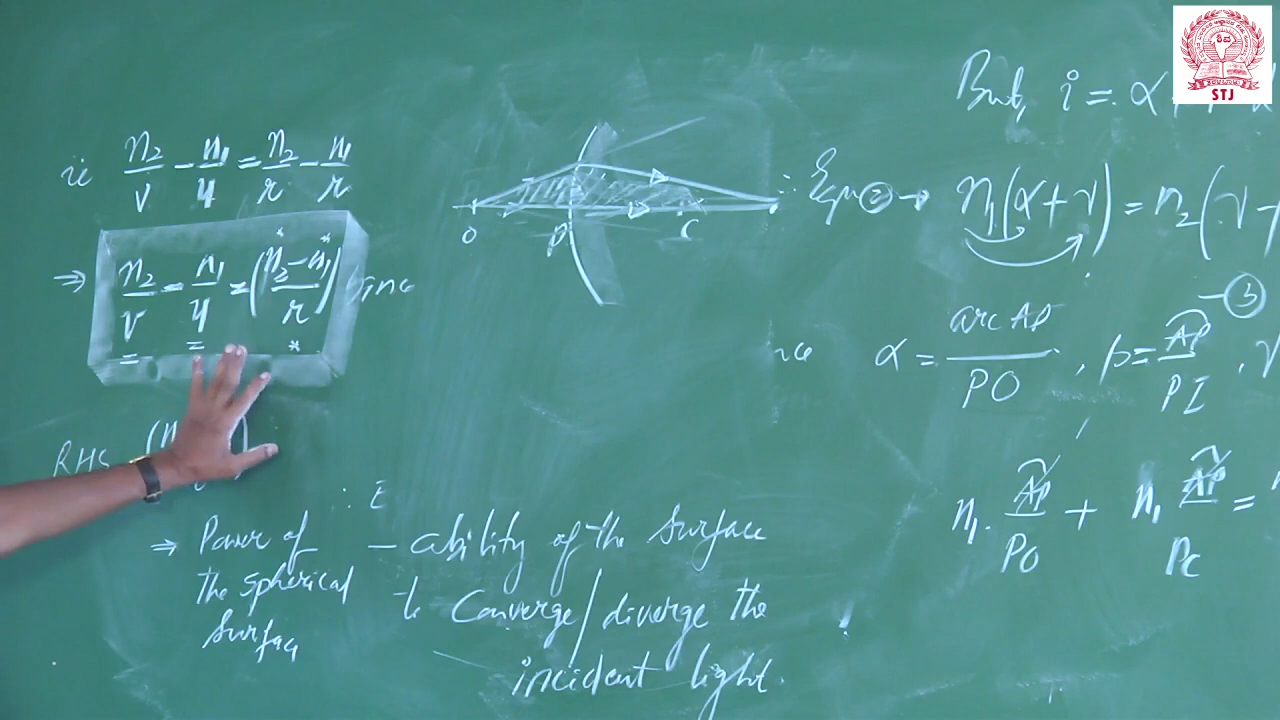 ie n₂/v - n₁/u = n₂/r - n₁/r
⇒ n₂/v - n₁/u = (n₂ - n₁/r)
RHS (n
⇒ Power of
the spherical
surface
- ability of the surface
to converge/diverge the
incident light.
O P C
But, i = α
∴ Eqn ② → n₁(α + γ) = n₂(γ -
③
α = arc AP/PO , β = AP/PI , γ
n₁ . AP/PO + n₁ AP/PC =
STJ